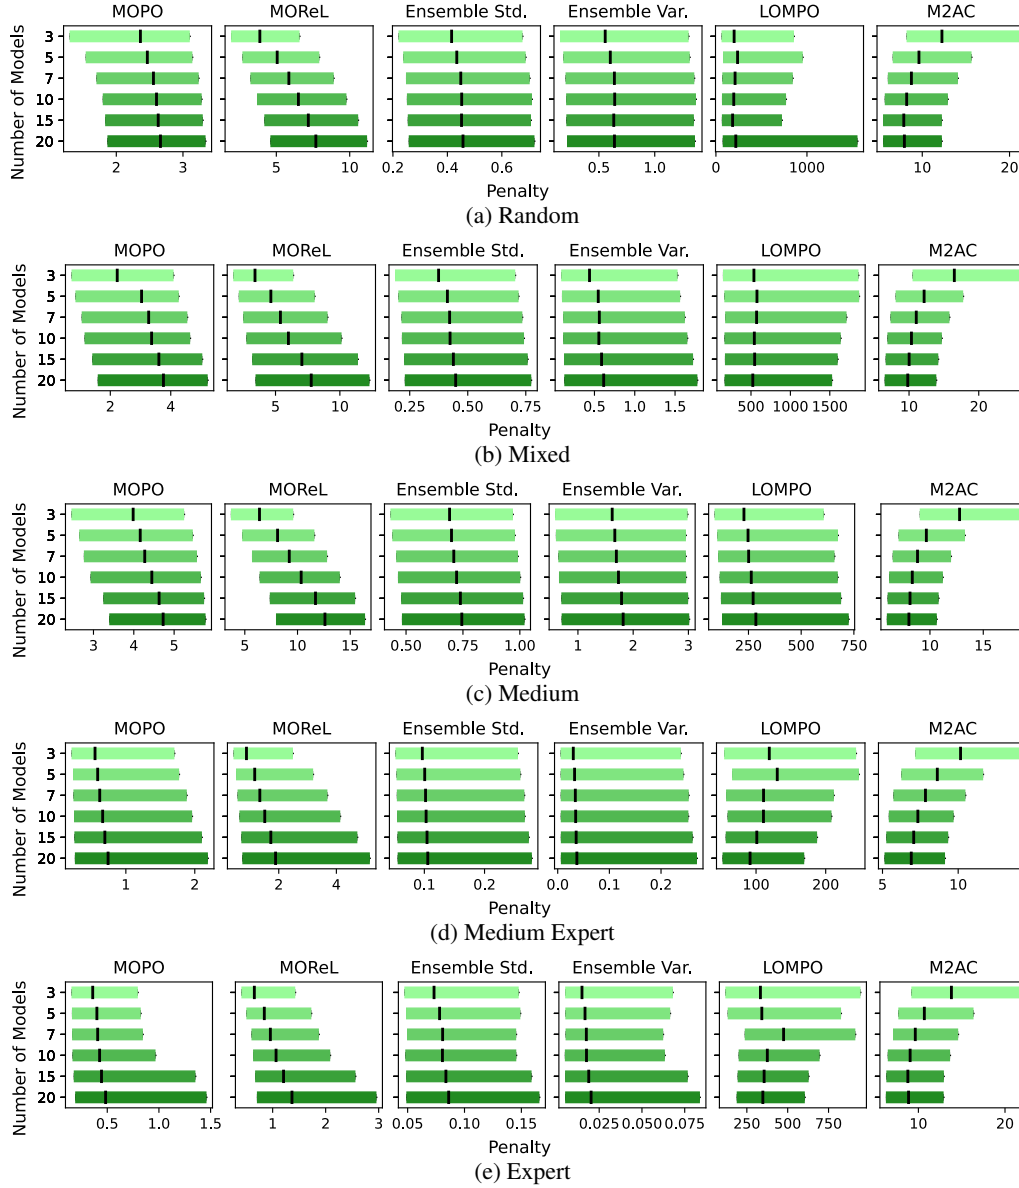 MOPO MOReL Ensemble Std. Ensemble Var. LOMPO M2AC
Number of Models
3
5
7
10
15
20
2 3 5 10 0.2 0.4 0.6 0.5 1.0 0 1000 10 20
Penalty
(a) Random
MOPO MOReL Ensemble Std. Ensemble Var. LOMPO M2AC
Number of Models
3
5
7
10
15
20
2 4 5 10 0.25 0.50 0.75 0.5 1.0 1.5 500 1000 1500 10 20
Penalty
(b) Mixed
MOPO MOReL Ensemble Std. Ensemble Var. LOMPO M2AC
Number of Models
3
5
7
10
15
20
3 4 5 5 10 15 0.50 0.75 1.00 1 2 3 250 500 750 10 15
Penalty
(c) Medium
MOPO MOReL Ensemble Std. Ensemble Var. LOMPO M2AC
Number of Models
3
5
7
10
15
20
1 2 2 4 0.1 0.2 0.0 0.1 0.2 100 200 5 10
Penalty
(d) Medium Expert
MOPO MOReL Ensemble Std. Ensemble Var. LOMPO M2AC
Number of Models
3
5
7
10
15
20
0.5 1.0 1.5 1 2 3 0.05 0.10 0.15 0.025 0.050 0.075 250 500 750 10 20
Penalty
(e) Expert